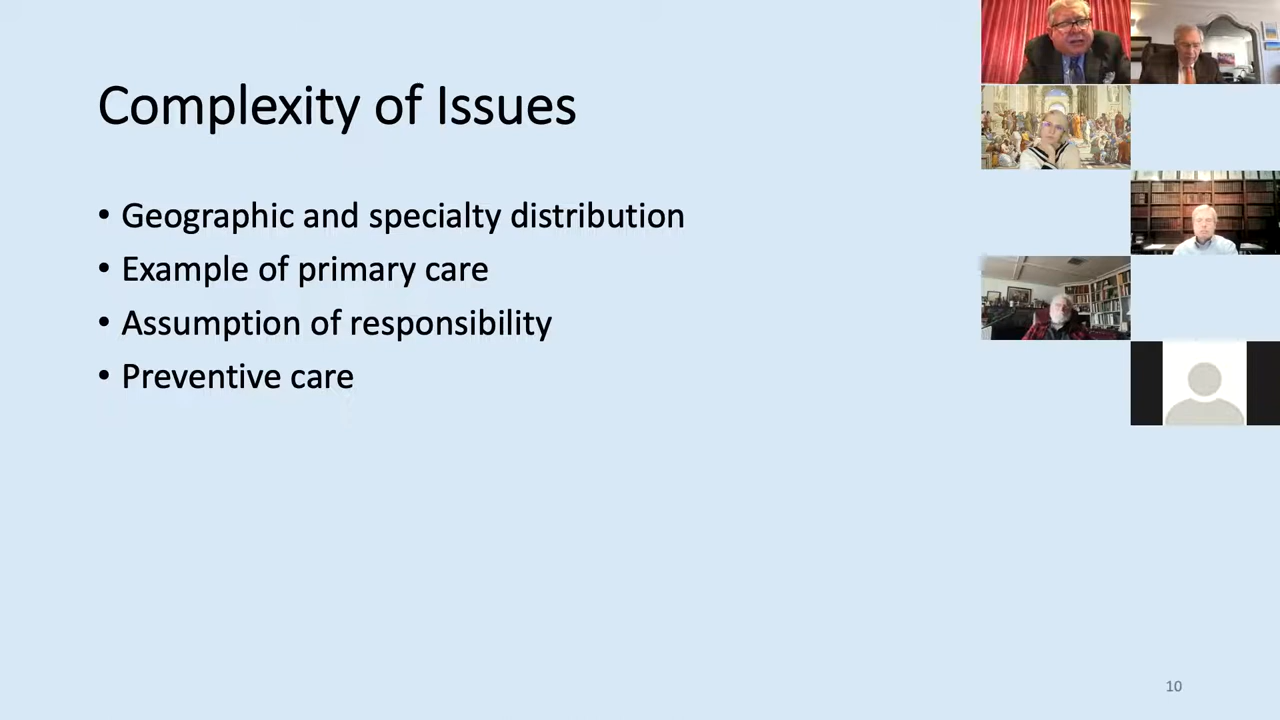 Complexity of Issues
• Geographic and specialty distribution
• Example of primary care
• Assumption of responsibility
• Preventive care
10